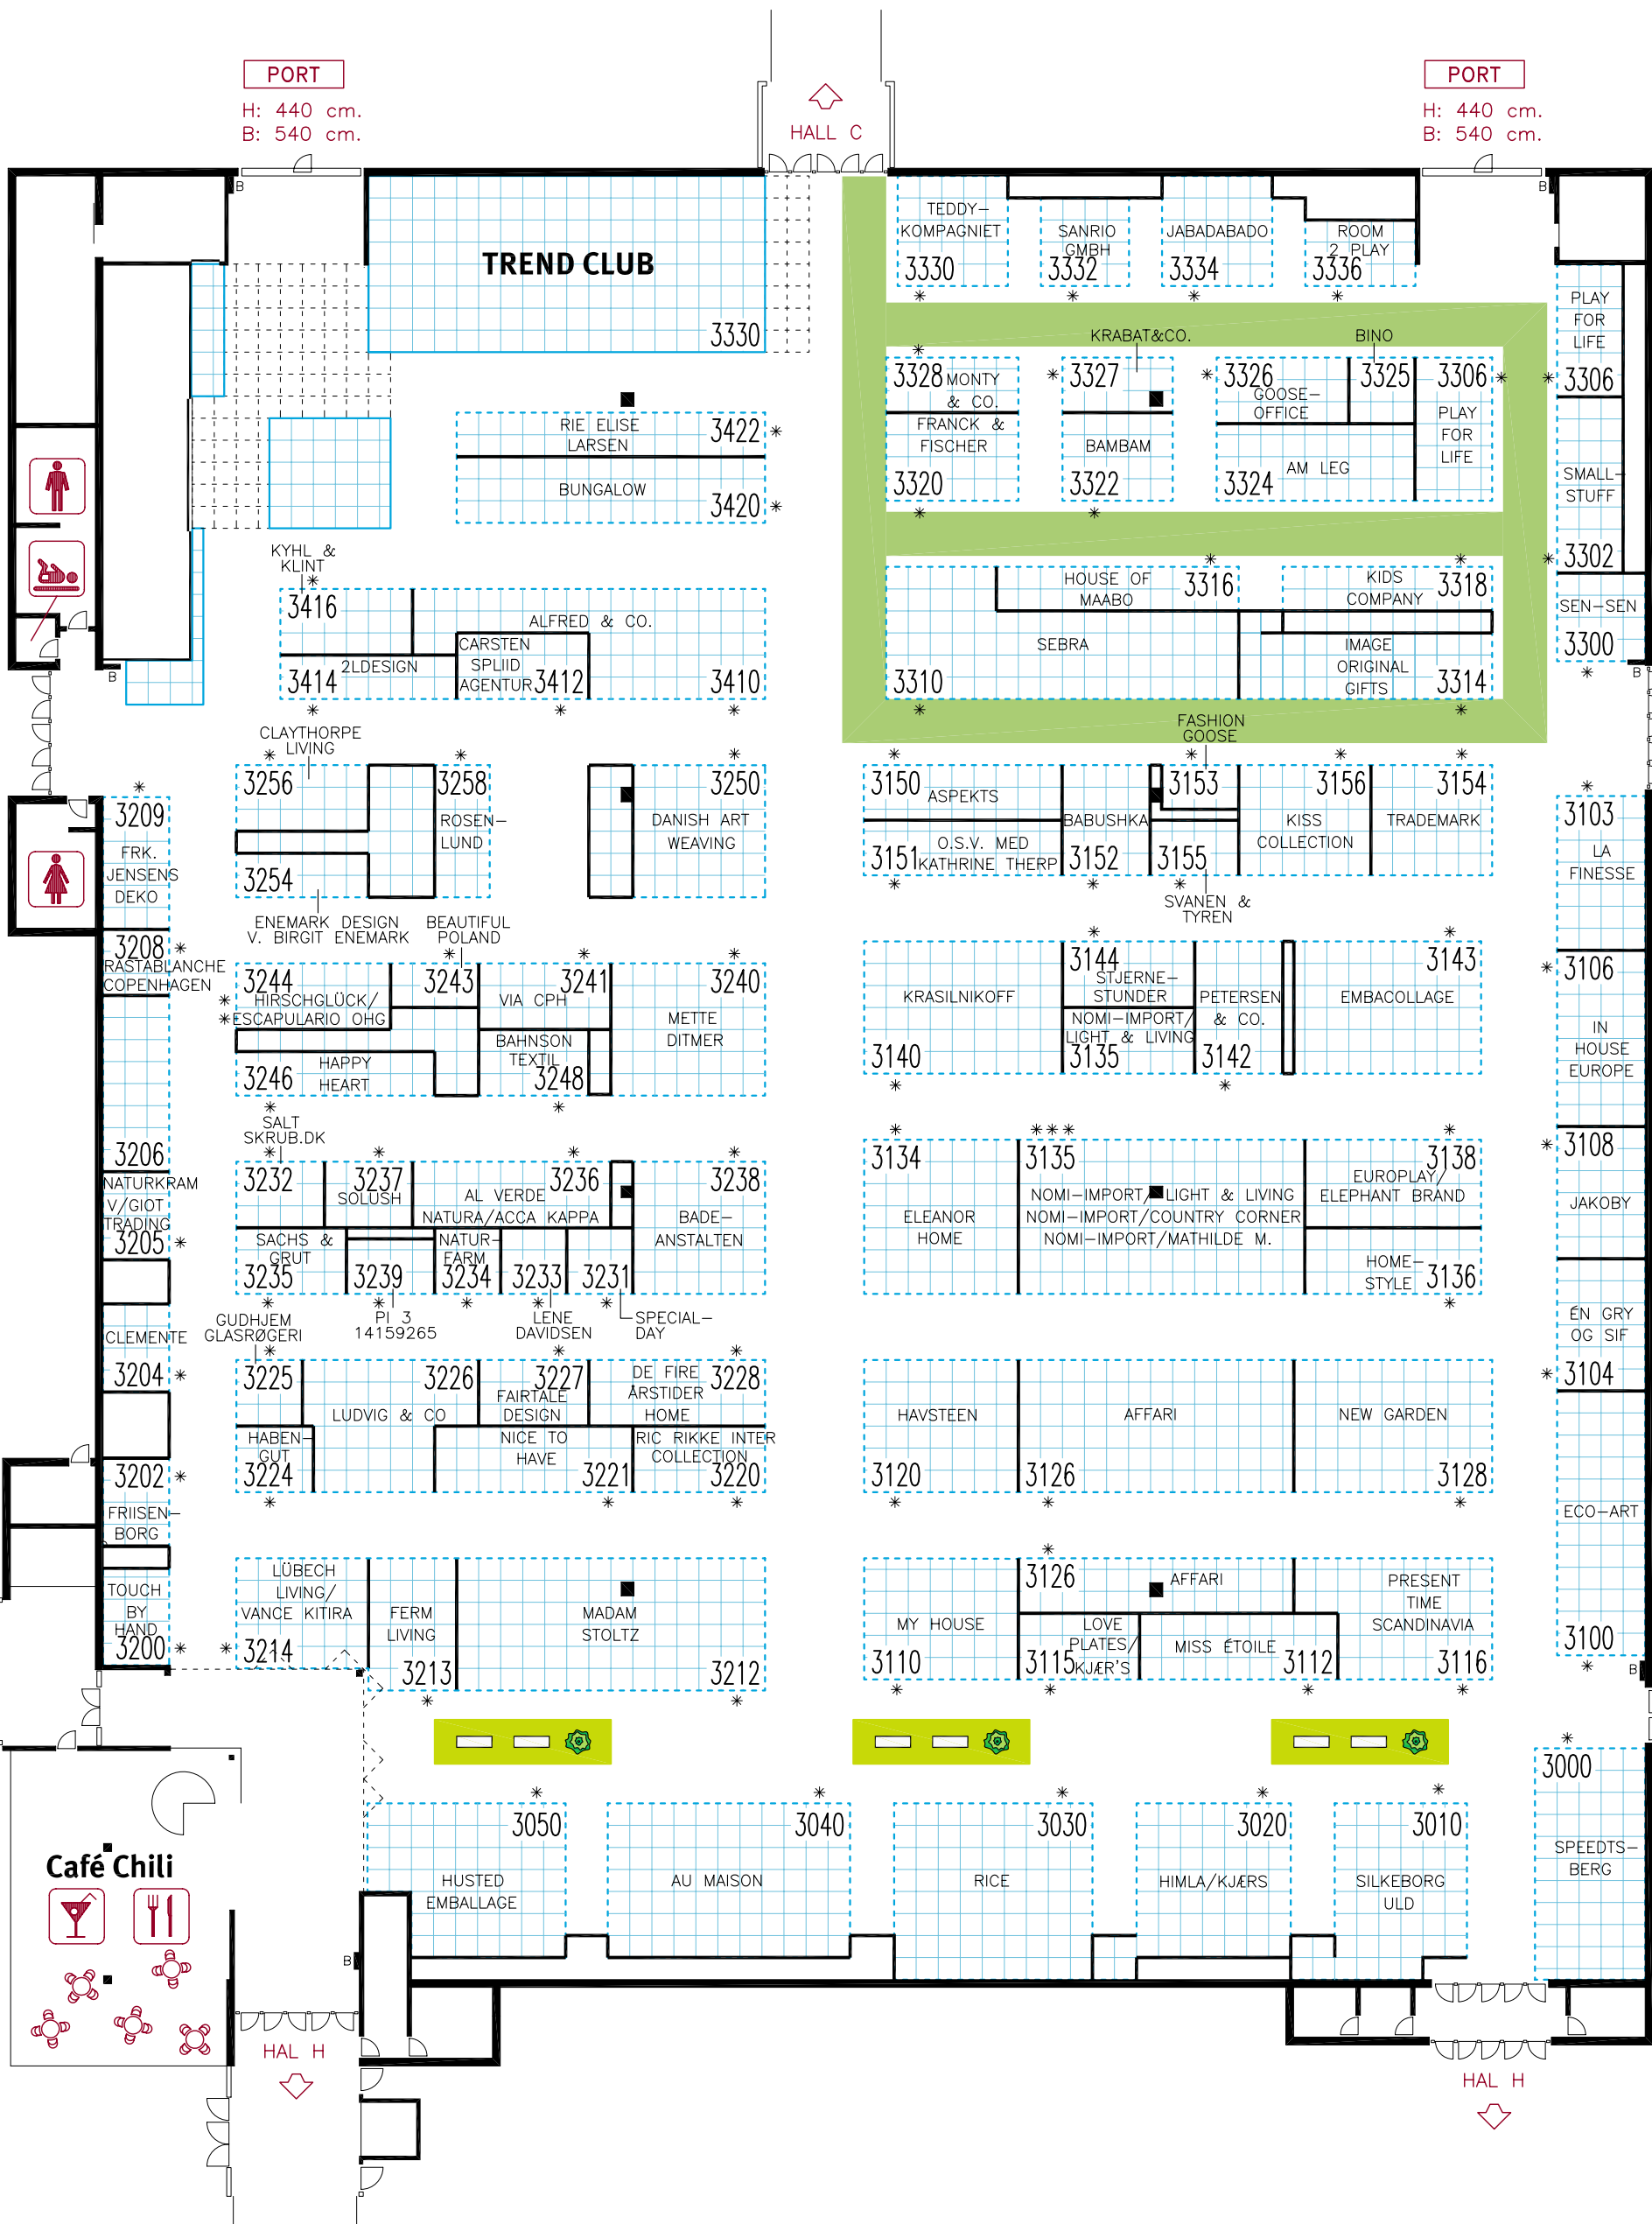 PORT
H: 440 cm.
B: 540 cm.
HALL C
PORT
H: 440 cm.
B: 540 cm.
B
B
TREND CLUB
3330
TEDDY-
KOMPAGNIET
3330
SANRIO
GMBH
3332
JABADABADO
3334
ROOM
2 PLAY
3336
PLAY
FOR
LIFE
3306
KRABAT&CO.
BINO
3328 MONTY
& CO.
FRANCK &
FISCHER
3320
3327
BAMBAM
3322
3326
GOOSE-
OFFICE
3325
AM LEG
3324
3306
PLAY
FOR
LIFE
SMALL-
STUFF
3302
SEN-SEN
3300
B
RIE ELISE
LARSEN
3422
BUNGALOW
3420
KYHL &
KLINT
3416
ALFRED & CO.
2LDESIGN
3414
CARSTEN
SPLIID
AGENTUR 3412
3410
B
HOUSE OF
MAABO
3316
KIDS
COMPANY
3318
SEBRA
3310
IMAGE
ORIGINAL
GIFTS
3314
FASHION
GOOSE
CLAYTHORPE
LIVING
3256
3254
ENEMARK DESIGN
V. BIRGIT ENEMARK
3258
ROSEN-
LUND
3250
DANISH ART
WEAVING
3150
ASPEKTS
3151
O.S.V. MED
KATHRINE THERP
BABUSHKA
3152
3153
3155
SVANEN &
TYREN
3156
KISS
COLLECTION
3154
TRADEMARK
3103
LA
FINESSE
3209
FRK.
JENSENS
DEKO
3208
RASTABLANCHE
COPENHAGEN
3206
NATURKRAM
V/GIOT
TRADING
3205
CLEMENTE
3204
3202
FRIISEN-
BORG
TOUCH
BY
HAND
3200
BEAUTIFUL
POLAND
3244
HIRSCHGLÜCK/
ESCAPULARIO OHG
3243
VIA CPH
3241
3240
METTE
DITMER
3246
HAPPY
HEART
BAHNSON
TEXTIL
3248
KRASILNIKOFF
3140
3144
STJERNE-
STUNDER
NOMI-IMPORT/
LIGHT & LIVING
3135
PETERSEN
& CO.
3142
3143
EMBACOLLAGE
3106
IN
HOUSE
EUROPE
SALT
SKRUB.DK
3232
3237
SOLUSH
3236
AL VERDE
NATURA/ACCA KAPPA
3238
BADE-
ANSTALTEN
SACHS &
GRUT
3235
3239
NATUR-
FARM
3234
3233
3231
PI 3
14159265
LENE
DAVIDSEN
SPECIAL-
DAY
3134
ELEANOR
HOME
3135
NOMI-IMPORT/ LIGHT & LIVING
NOMI-IMPORT/COUNTRY CORNER
NOMI-IMPORT/MATHILDE M.
3138
EUROPLAY/
ELEPHANT BRAND
HOME-
STYLE 3136
3108
JAKOBY
ÉN GRY
OG SIF
3104
GUDHJEM
GLASRØGERI
3225
3226
LUDVIG & CO
3227
FAIRTALE
DESIGN
DE FIRE
ÅRSTIDER
HOME
3228
HABEN-
GUT
3224
NICE TO
HAVE
3221
RIC RIKKE INTER
COLLECTION
3220
HAVSTEEN
3120
AFFARI
3126
NEW GARDEN
3128
ECO-ART
3100
B
LÜBECH
LIVING/
VANCE KITIRA
3214
FERM
LIVING
3213
MADAM
STOLTZ
3212
MY HOUSE
3110
3126
AFFARI
LOVE
PLATES/
KJÆR'S
3115
MISS ÉTOILE
3112
PRESENT
TIME
SCANDINAVIA
3116
3000
SPEEDTS-
BERG
3050
HUSTED
EMBALLAGE
3040
AU MAISON
3030
RICE
3020
HIMLA/KJÆRS
3010
SILKEBORG
ULD
Café Chili
B
HAL H
HAL H